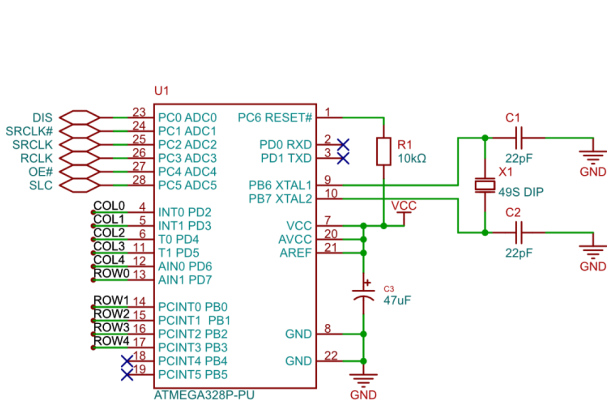 U1
DIS 23 PC0 ADC0
SRCLK# 24 PC1 ADC1
SRCLK 25 PC2 ADC2
RCLK 26 PC3 ADC3
OE# 27 PC4 ADC4
SLC 28 PC5 ADC5
COL0 4 INT0 PD2
COL1 5 INT1 PD3
COL2 6 T0 PD4
COL3 11 T1 PD5
COL4 12 AIN0 PD6
ROW0 13 AIN1 PD7
ROW1 14 PCINT0 PB0
ROW2 15 PCINT1 PB1
ROW3 16 PCINT2 PB2
ROW4 17 PCINT3 PB3
18 PCINT4 PB4
19 PCINT5 PB5
ATMEGA328P-PU
PC6 RESET# 1
PD0 RXD 2
PD1 TXD 3
PB6 XTAL1 9
PB7 XTAL2 10
VCC 7
AVCC 20
AREF 21
GND 8
GND 22
R1
10kΩ
VCC
C3
47uF
GND
C1
22pF
GND
X1
49S DIP
C2
22pF
GND